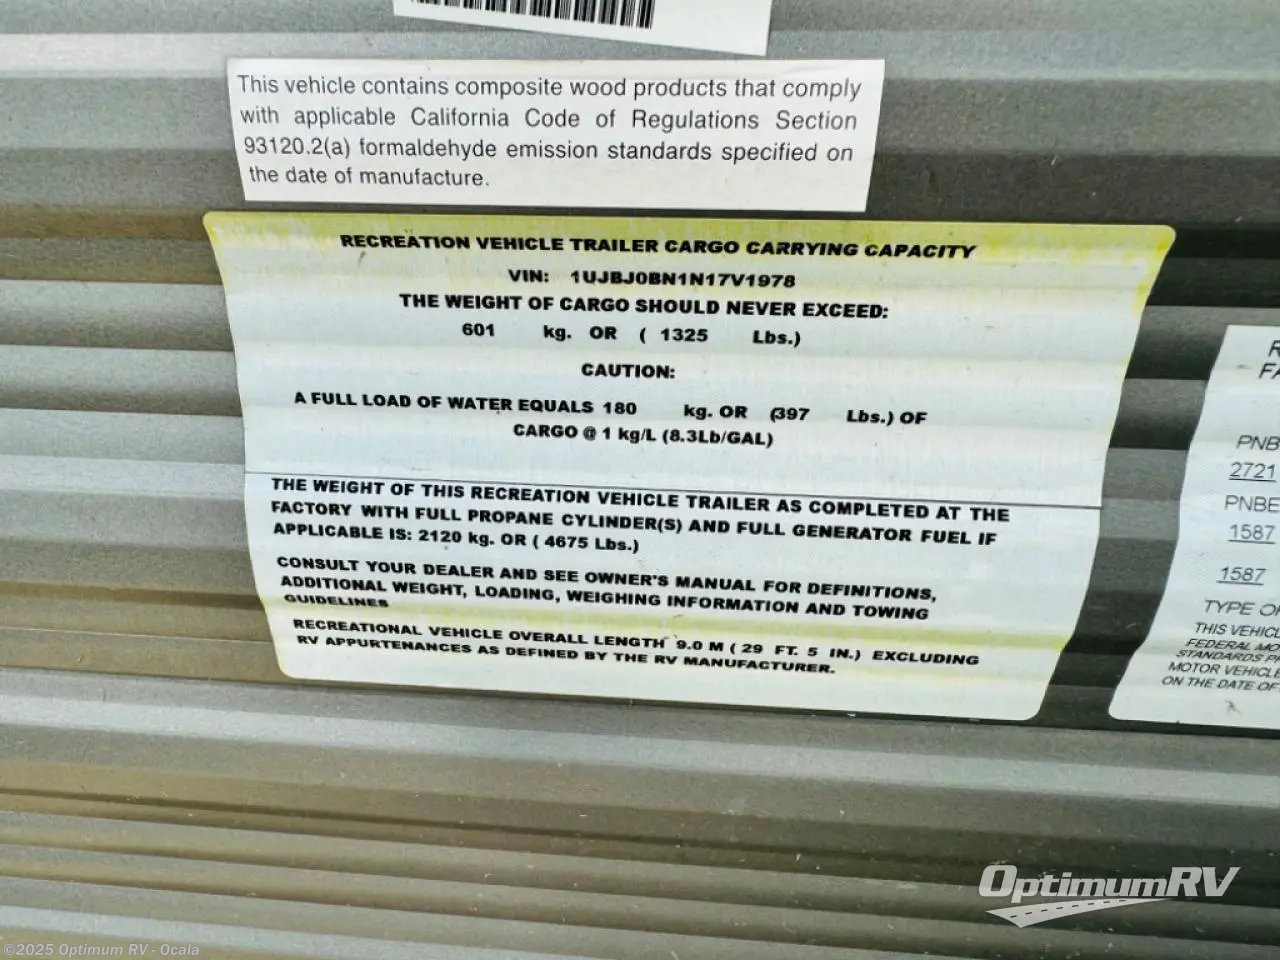 This vehicle contains composite wood products that comply
with applicable California Code of Regulations Section
93120.2(a) formaldehyde emission standards specified on
the date of manufacture.
RECREATION VEHICLE TRAILER CARGO CARRYING CAPACITY
VIN: 1UJBJ0BN1N17V1978
THE WEIGHT OF CARGO SHOULD NEVER EXCEED:
601 kg. OR ( 1325 Lbs.)
CAUTION:
A FULL LOAD OF WATER EQUALS 180 kg. OR (397 Lbs.) OF
CARGO @ 1 kg/L (8.3Lb/GAL)
THE WEIGHT OF THIS RECREATION VEHICLE TRAILER AS COMPLETED AT THE
FACTORY WITH FULL PROPANE CYLINDER(S) AND FULL GENERATOR FUEL IF
APPLICABLE IS: 2120 kg. OR ( 4675 Lbs.)
CONSULT YOUR DEALER AND SEE OWNER'S MANUAL FOR DEFINITIONS,
ADDITIONAL WEIGHT, LOADING, WEIGHING INFORMATION AND TOWING
GUIDELINES
RECREATIONAL VEHICLE OVERALL LENGTH 9.0 M ( 29 FT. 5 IN.) EXCLUDING
RV APPURTENANCES AS DEFINED BY THE RV MANUFACTURER.
R
FA
PNB
2721
PNBE
1587
1587
TYPE O
THIS VEHICL
FEDERAL MO
STANDARDS P
MOTOR VEHICLE
ON THE DATE OF
OptimumRV
©2025 Optimum RV - Ocala